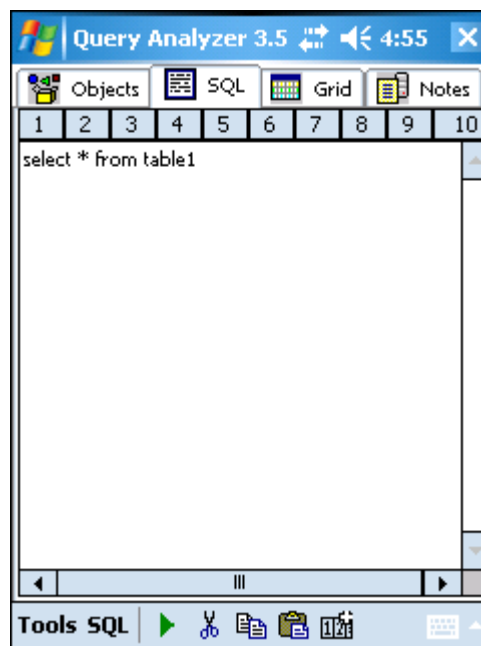 Query Analyzer 3.5 4:55
Objects SQL Grid Notes
1 2 3 4 5 6 7 8 9 10
select * from table1
Tools SQL